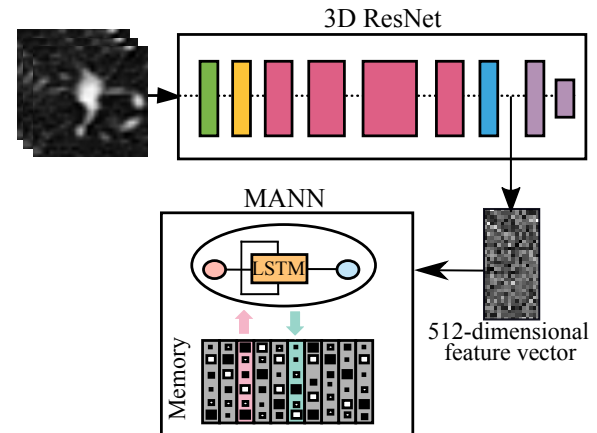 3D ResNet
MANN
LSTM
Memory
512-dimensional
feature vector